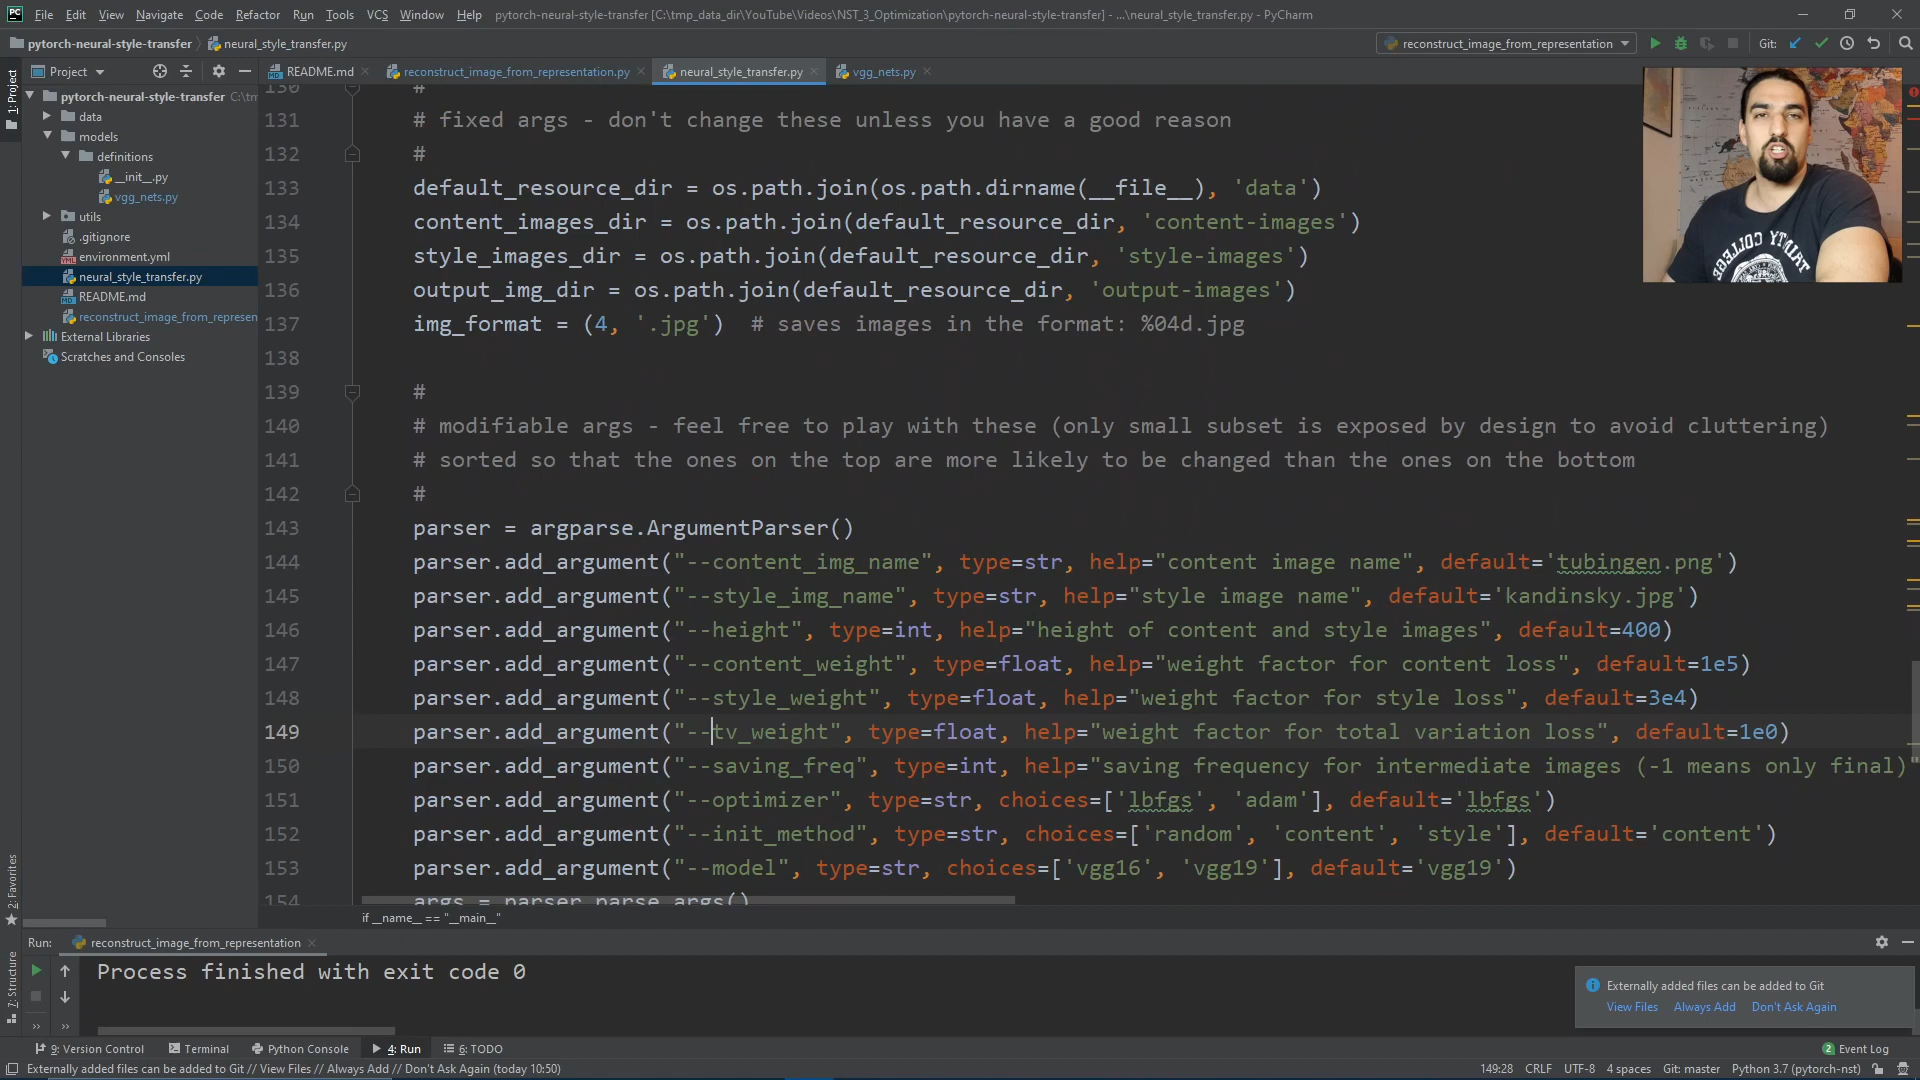 File Edit View Navigate Code Refactor Run Tools VCS Window Help pytorch-neural-style-transfer [C:\tmp_data_dir\YouTube\Videos\NST_3_Optimization\pytorch-neural-style-transfer] - ...\neural_style_transfer.py - PyCharm
pytorch-neural-style-transfer neural_style_transfer.py reconstruct_image_from_representation Git:
Project README.md reconstruct_image_from_representation.py neural_style_transfer.py vgg_nets.py
1: Project
pytorch-neural-style-transfer C:\tm
data
models
definitions
__init__.py
vgg_nets.py
utils
.gitignore
environment.yml
neural_style_transfer.py
README.md
reconstruct_image_from_represen
External Libraries
Scratches and Consoles
130 #
131 # fixed args - don't change these unless you have a good reason
132 #
133 default_resource_dir = os.path.join(os.path.dirname(__file__), 'data')
134 content_images_dir = os.path.join(default_resource_dir, 'content-images')
135 style_images_dir = os.path.join(default_resource_dir, 'style-images')
136 output_img_dir = os.path.join(default_resource_dir, 'output-images')
137 img_format = (4, '.jpg')  # saves images in the format: %04d.jpg
138
139 #
140 # modifiable args - feel free to play with these (only small subset is exposed by design to avoid cluttering)
141 # sorted so that the ones on the top are more likely to be changed than the ones on the bottom
142 #
143 parser = argparse.ArgumentParser()
144 parser.add_argument("--content_img_name", type=str, help="content image name", default='tubingen.png')
145 parser.add_argument("--style_img_name", type=str, help="style image name", default='kandinsky.jpg')
146 parser.add_argument("--height", type=int, help="height of content and style images", default=400)
147 parser.add_argument("--content_weight", type=float, help="weight factor for content loss", default=1e5)
148 parser.add_argument("--style_weight", type=float, help="weight factor for style loss", default=3e4)
149 parser.add_argument("--tv_weight", type=float, help="weight factor for total variation loss", default=1e0)
150 parser.add_argument("--saving_freq", type=int, help="saving frequency for intermediate images (-1 means only final)"
151 parser.add_argument("--optimizer", type=str, choices=['lbfgs', 'adam'], default='lbfgs')
152 parser.add_argument("--init_method", type=str, choices=['random', 'content', 'style'], default='content')
153 parser.add_argument("--model", type=str, choices=['vgg16', 'vgg19'], default='vgg19')
154 args = parser.parse_args()
if __name__ == "__main__"
TRINITY COLLEGE
2: Favorites
7: Structure
Run: reconstruct_image_from_representation
Process finished with exit code 0
Externally added files can be added to Git
View Files Always Add Don't Ask Again
9: Version Control Terminal Python Console 4: Run 6: TODO 2 Event Log
Externally added files can be added to Git // View Files // Always Add // Don't Ask Again (today 10:50) 149:28 CRLF UTF-8 4 spaces Git: master Python 3.7 (pytorch-nst)